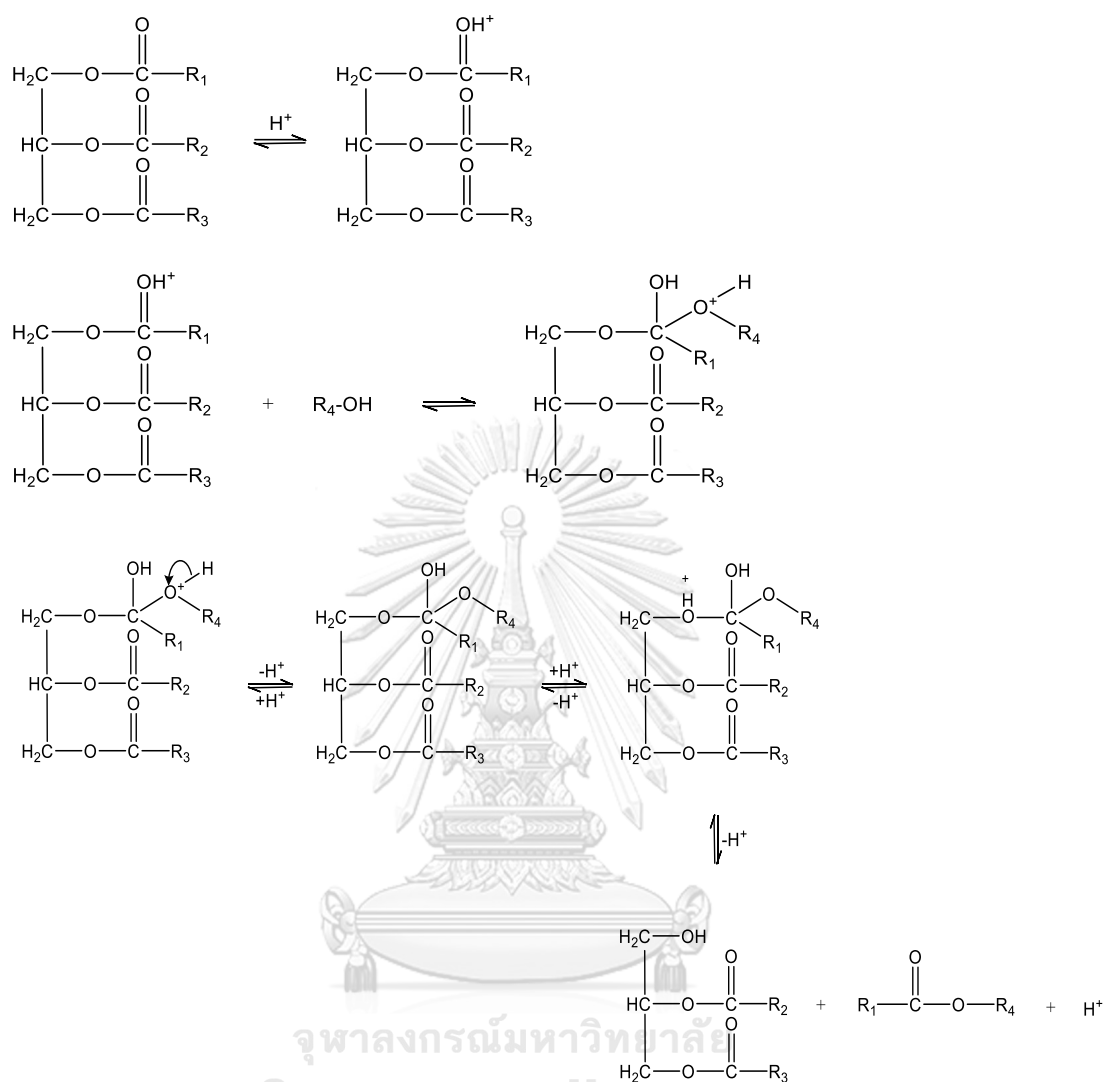 O OH⁺
H₂C—O—C—R₁ H₂C—O—C—R₁
O O
HC—O—C—R₂ H⁺ HC—O—C—R₂
O O
H₂C—O—C—R₃ H₂C—O—C—R₃
OH⁺ OH H
H₂C—O—C—R₁ H₂C—O—C O⁺ R₄
O R₁ O
HC—O—C—R₂ + R₄-OH HC—O—C—R₂
O O
H₂C—O—C—R₃ H₂C—O—C—R₃
OH H OH + OH
H₂C—O—C O⁺ R₄ H₂C—O—C O R₄ H₂C—O H—C O R₄
R₁ R₁ R₁
O O O
HC—O—C—R₂ -H⁺ +H⁺ HC—O—C—R₂ +H⁺ -H⁺ HC—O—C—R₂
O O O
H₂C—O—C—R₃ H₂C—O—C—R₃ H₂C—O—C—R₃
-H⁺
H₂C—OH
O O
HC—O—C—R₂ + R₁—C—O—R₄ + H⁺
O
H₂C—O—C—R₃
จุฬาลงกรณ์มหาวิทยาลัย